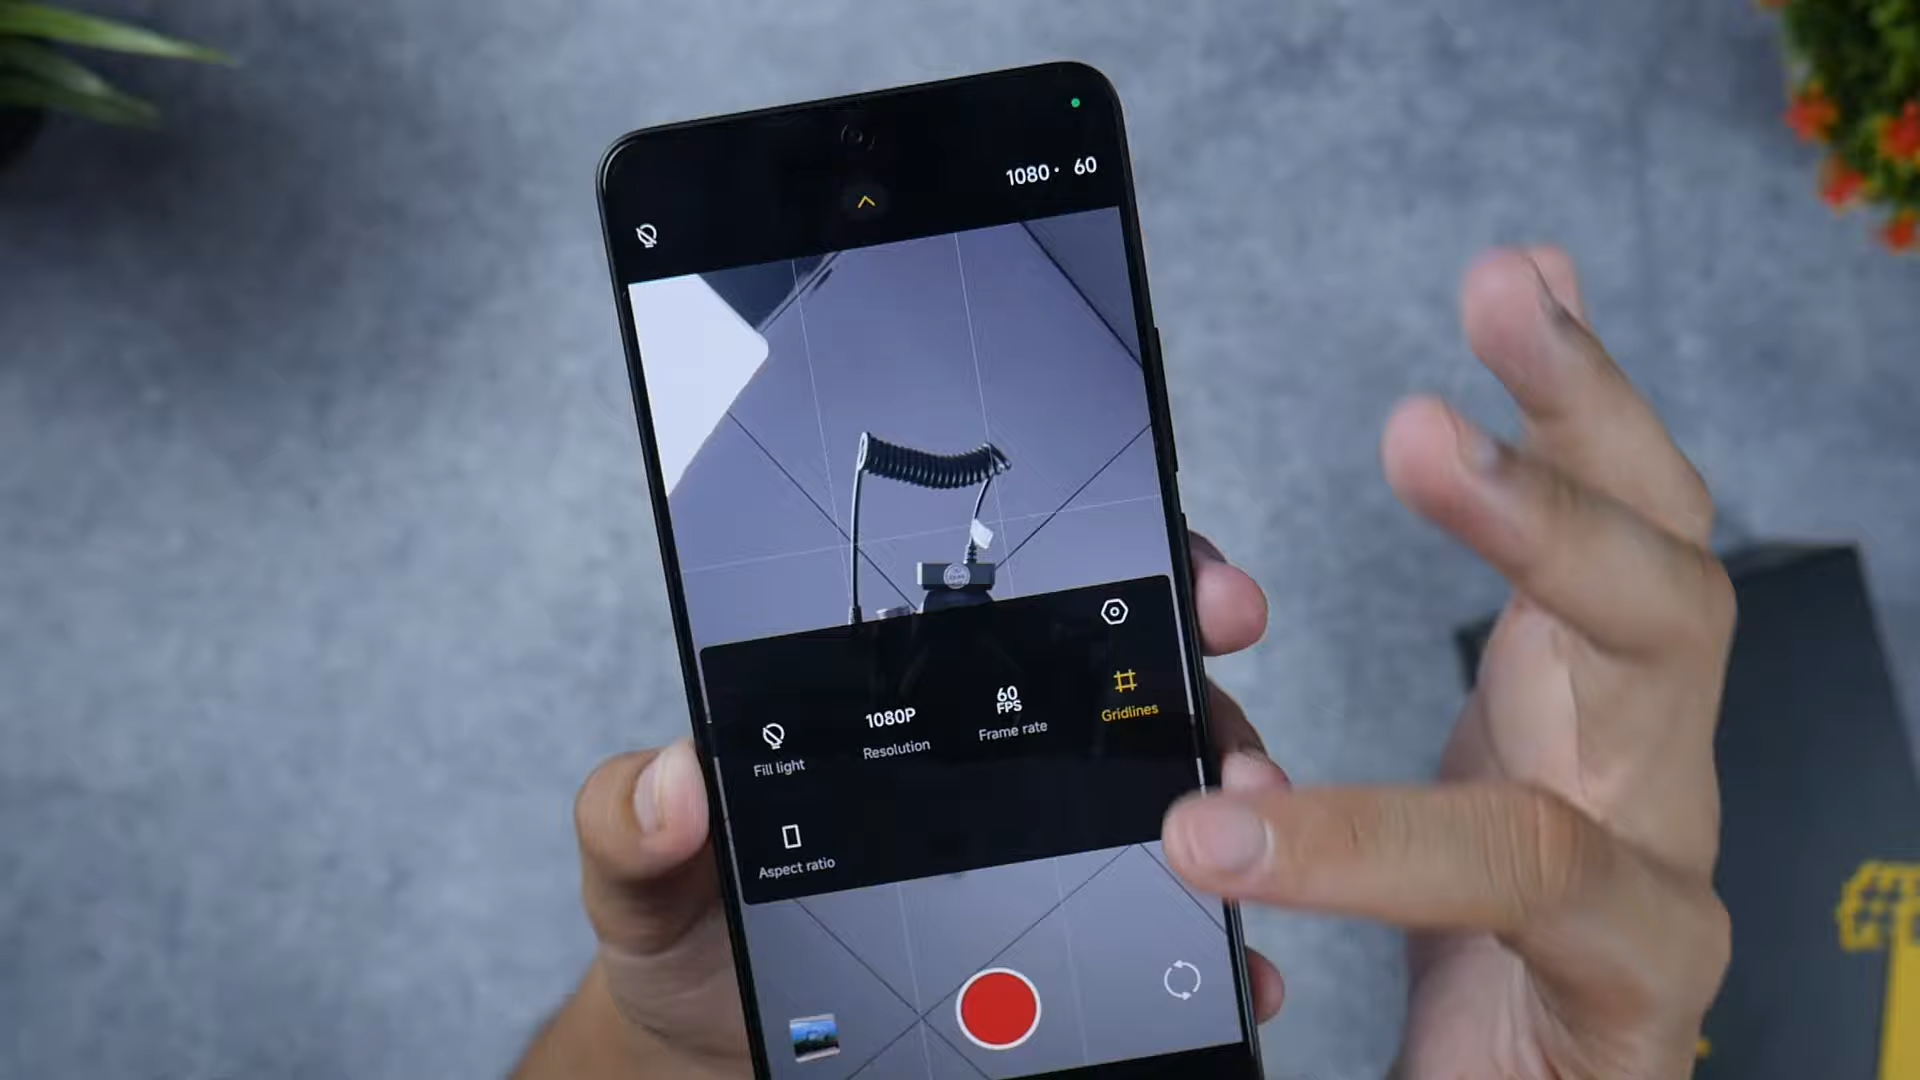 1080 · 60
60
FPS
1080P
Gridlines
Frame rate
Resolution
Fill light
Aspect ratio